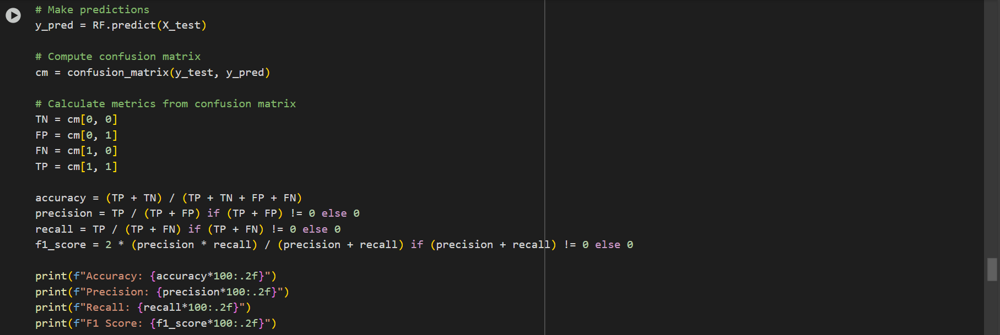 # Make predictions
y_pred = RF.predict(X_test)
# Compute confusion matrix
cm = confusion_matrix(y_test, y_pred)
# Calculate metrics from confusion matrix
TN = cm[0, 0]
FP = cm[0, 1]
FN = cm[1, 0]
TP = cm[1, 1]
accuracy = (TP + TN) / (TP + TN + FP + FN)
precision = TP / (TP + FP) if (TP + FP) != 0 else 0
recall = TP / (TP + FN) if (TP + FN) != 0 else 0
f1_score = 2 * (precision * recall) / (precision + recall) if (precision + recall) != 0 else 0
print(f"Accuracy: {accuracy*100:.2f}")
print(f"Precision: {precision*100:.2f}")
print(f"Recall: {recall*100:.2f}")
print(f"F1 Score: {f1_score*100:.2f}")